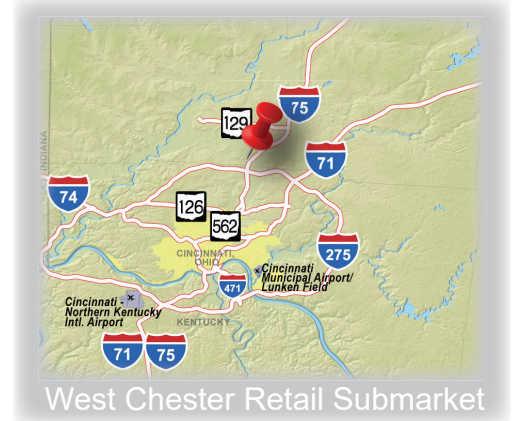 75
129
INDIANA
71
74
126
562
CINCINNATI,
OHIO
275
Cincinnati
Municipal Airport/
Lunken Field
471
Cincinnati -
Northern Kentucky
Intl. Airport
KENTUCKY
71
75
West Chester Retail Submarket